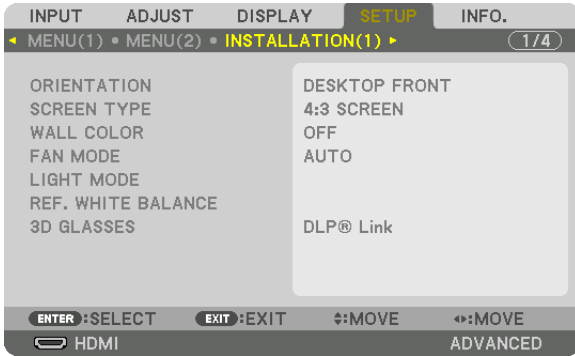 INPUT ADJUST DISPLAY SETUP INFO.
MENU(1) • MENU(2) • INSTALLATION(1) 1/4
ORIENTATION DESKTOP FRONT
SCREEN TYPE 4:3 SCREEN
WALL COLOR OFF
FAN MODE AUTO
LIGHT MODE
REF. WHITE BALANCE
3D GLASSES DLP® Link
ENTER :SELECT EXIT :EXIT :MOVE :MOVE
HDMI ADVANCED